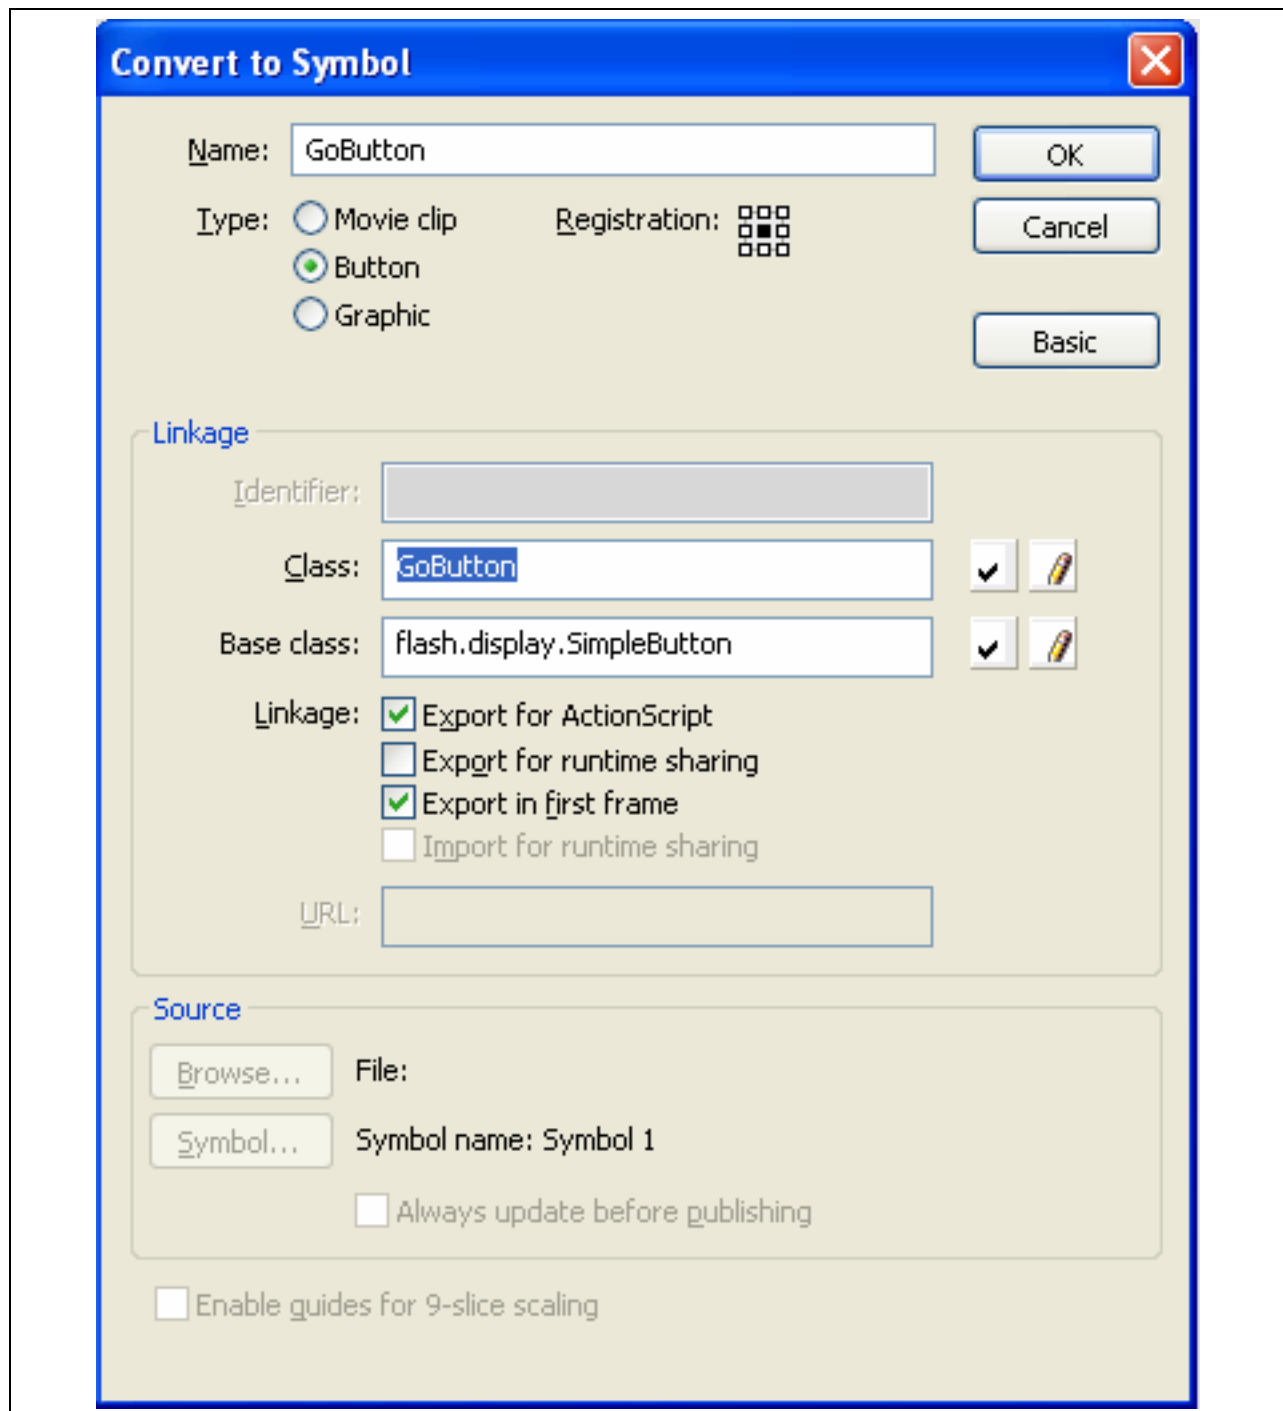 Convert to Symbol
Name: GoButton OK
Type: Movie clip Registration: Cancel
Button
Graphic
Basic
Linkage
Identifier:
Class: GoButton
Base class: flash.display.SimpleButton
Linkage: Export for ActionScript
Export for runtime sharing
Export in first frame
Import for runtime sharing
URL:
Source
Browse... File:
Symbol... Symbol name: Symbol 1
Always update before publishing
Enable guides for 9-slice scaling